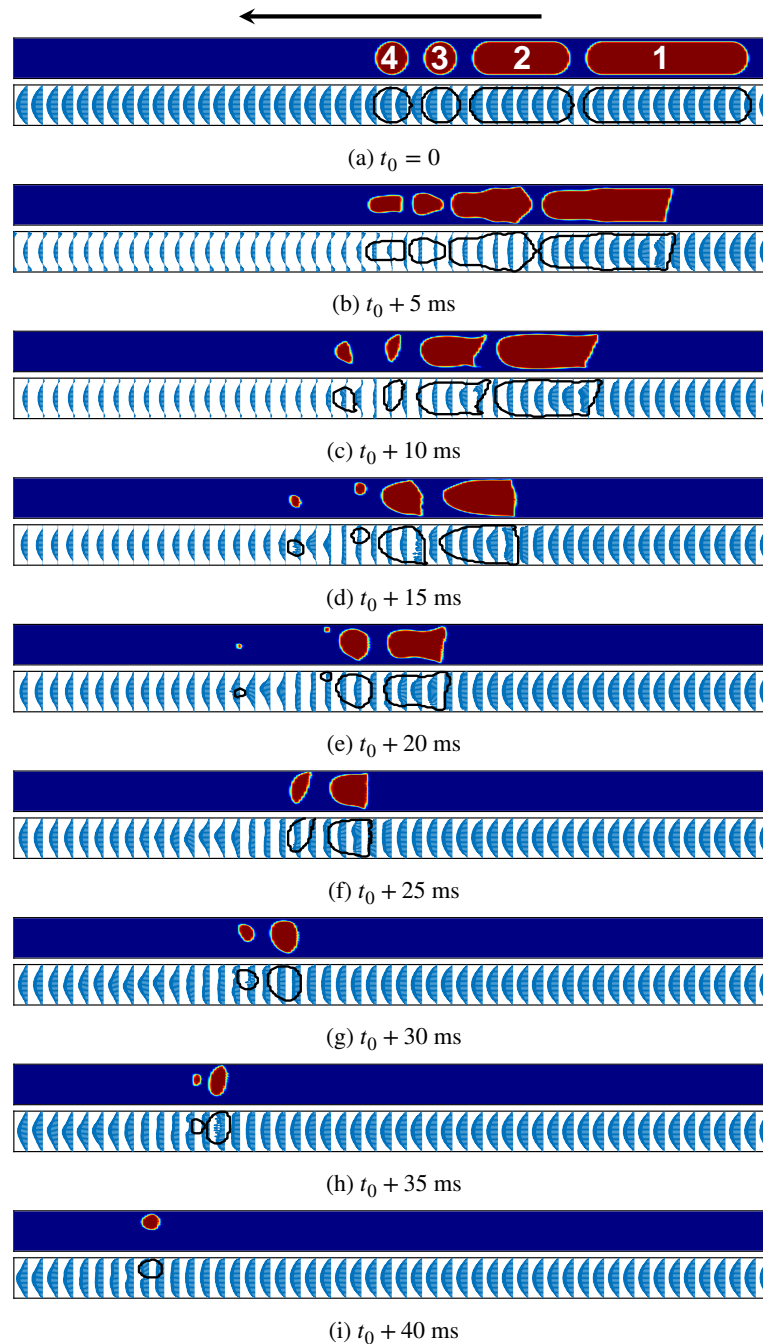 4 3 2 1
(a) t₀ = 0
(b) t₀ + 5 ms
(c) t₀ + 10 ms
(d) t₀ + 15 ms
(e) t₀ + 20 ms
(f) t₀ + 25 ms
(g) t₀ + 30 ms
(h) t₀ + 35 ms
(i) t₀ + 40 ms